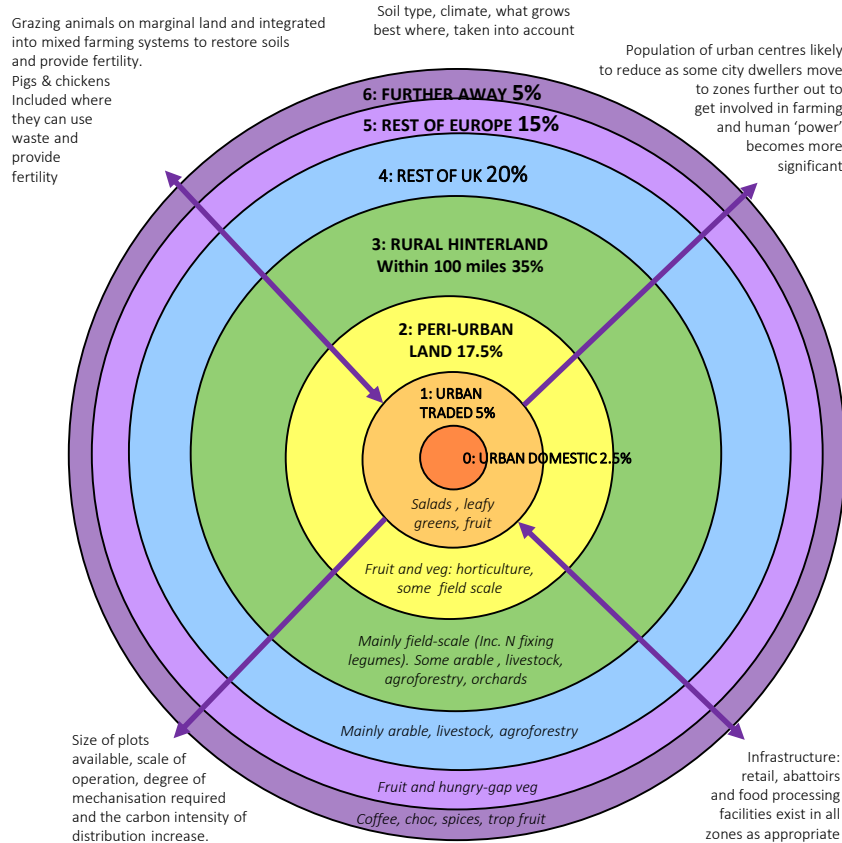 Soil type, climate, what grows
best where, taken into account
Grazing animals on marginal land and integrated
into mixed farming systems to restore soils
and provide fertility.
Pigs & chickens
Included where
they can use
waste and
provide
fertility
Population of urban centres likely
to reduce as some city dwellers move
to zones further out to
get involved in farming
and human ‘power’
becomes more
significant
6: FURTHER AWAY 5%
5: REST OF EUROPE 15%
4: REST OF UK 20%
3: RURAL HINTERLAND
Within 100 miles 35%
2: PERI-URBAN
LAND 17.5%
1: URBAN
TRADED 5%
0: URBAN DOMESTIC 2.5%
Salads , leafy
greens, fruit
Fruit and veg: horticulture,
some field scale
Mainly field-scale (Inc. N fixing
legumes). Some arable , livestock,
agroforestry, orchards
Mainly arable, livestock, agroforestry
Fruit and hungry-gap veg
Coffee, choc, spices, trop fruit
Size of plots
available, scale of
operation, degree of
mechanisation required
and the carbon intensity of
distribution increase.
Infrastructure:
retail, abattoirs
and food processing
facilities exist in all
zones as appropriate